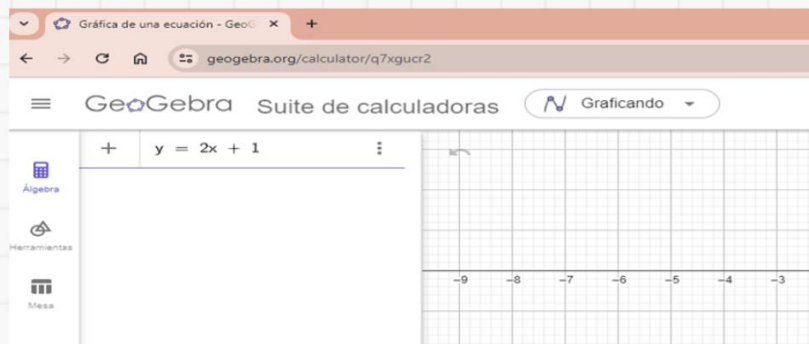 Gráfica de una ecuación - GeoG
geogebra.org/calculator/q7xgucr2
GeoGebra Suite de calculadoras Graficando
+ y = 2x + 1
Álgebra
Herramientas
Mesa
-9 -8 -7 -6 -5 -4 -3